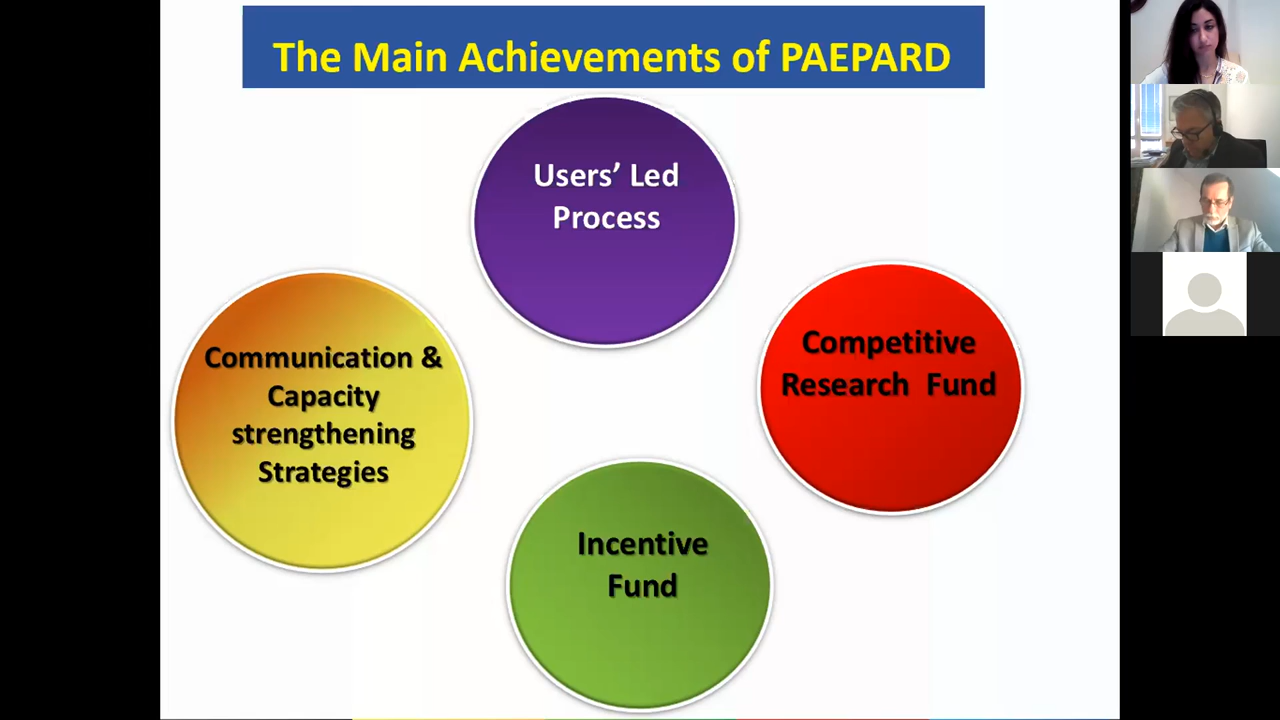 The Main Achievements of PAEPARD
Users’ Led
Process
Competitive
Research Fund
Communication &
Capacity
strengthening
Strategies
Incentive
Fund